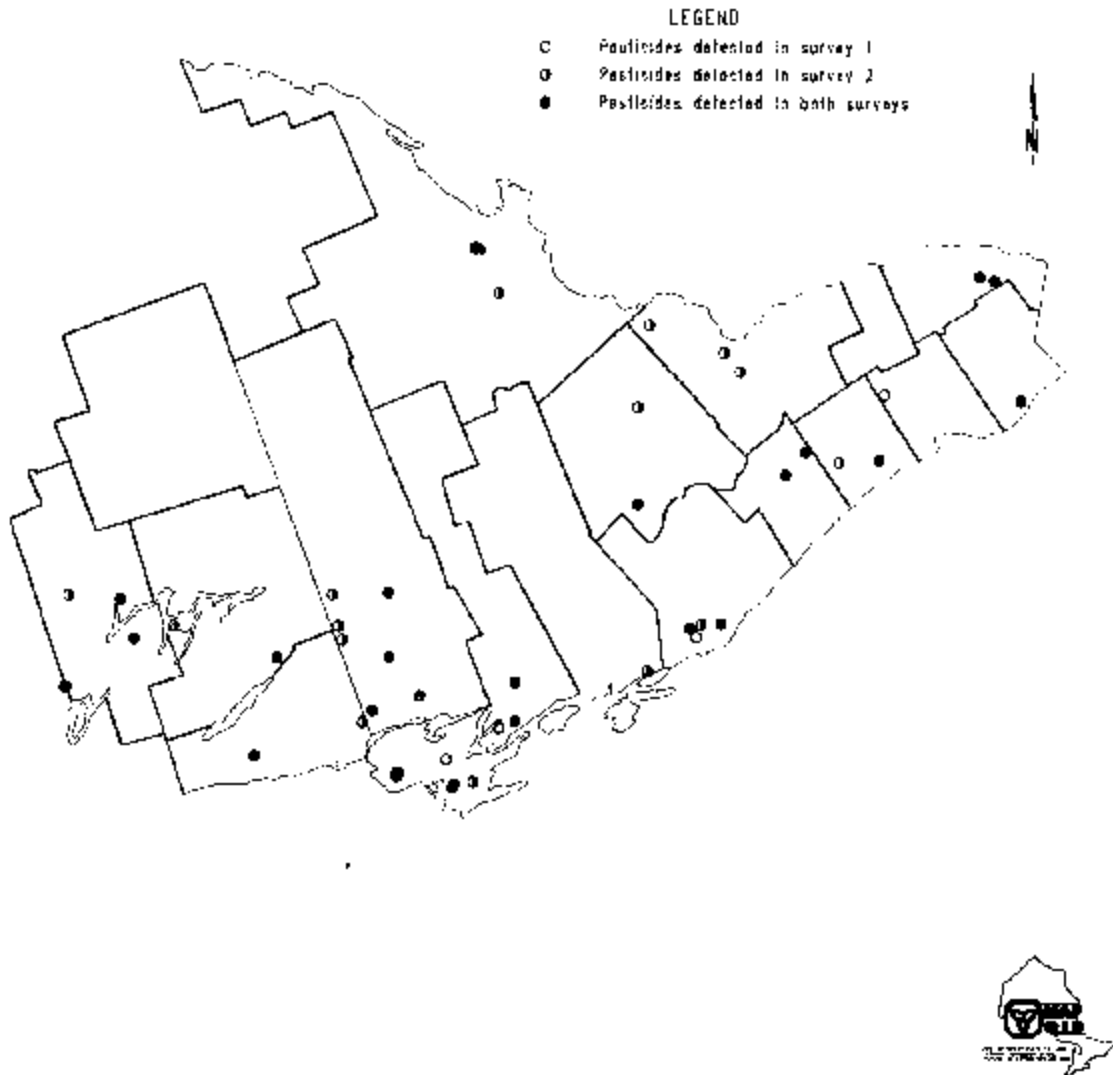 LEGEND
Pesticides detected in survey 1
Pesticides detected in survey 2
Pesticides detected in both surveys
N